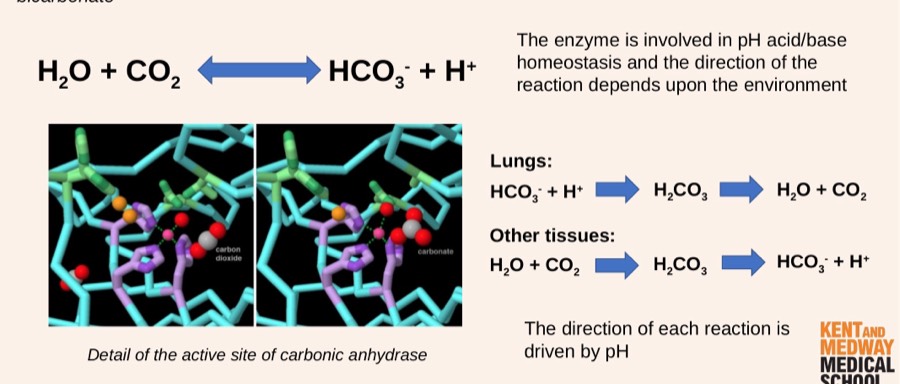 bicarbonate
H₂O + CO₂ ⟷ HCO₃⁻ + H⁺
The enzyme is involved in pH acid/base
homeostasis and the direction of the
reaction depends upon the environment
carbon
dioxide
carbonate
Detail of the active site of carbonic anhydrase
Lungs:
HCO₃⁻ + H⁺ → H₂CO₃ → H₂O + CO₂
Other tissues:
H₂O + CO₂ → H₂CO₃ → HCO₃⁻ + H⁺
The direction of each reaction is
driven by pH
KENT AND
MEDWAY
MEDICAL
SCHOOL